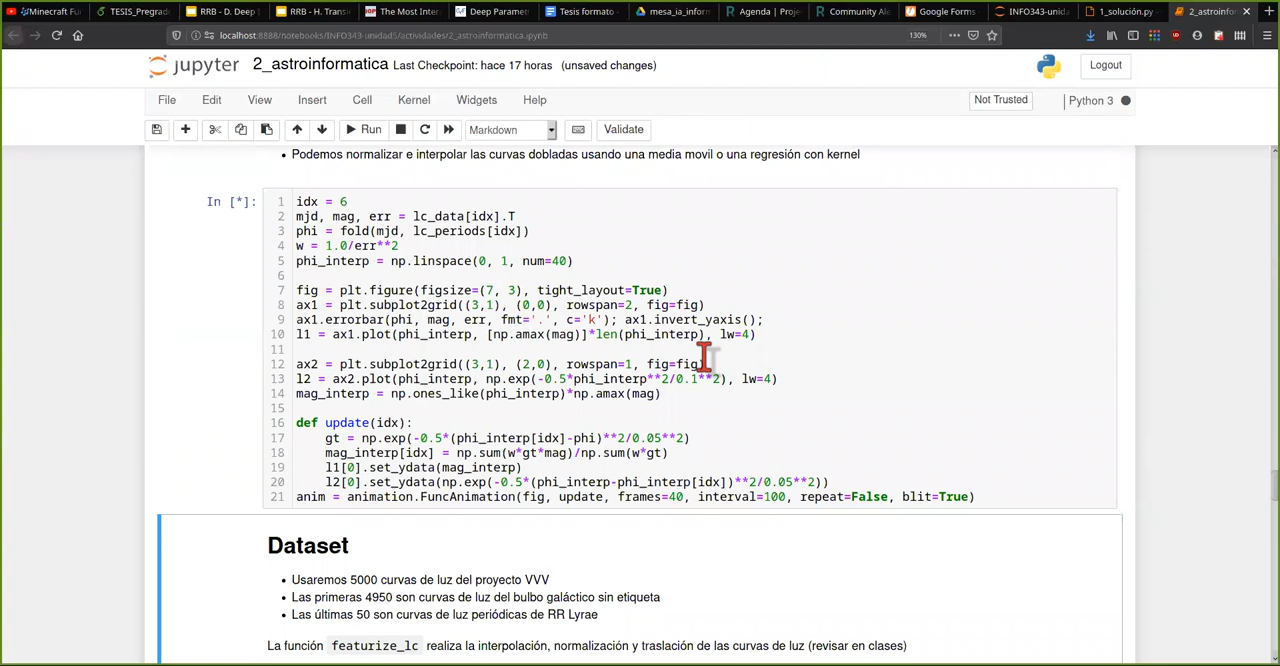 Minecraft Fu
TESIS_Pregrad
RRB - D. Deep
RRB - H. Transi
The Most Inter
Deep Paramet
Tesis formato -
mesa_ia_inform
Agenda | Proje
Community Ale
Google Forms
INFO343-unida
1_solución.py -
2_astroinfor
localhost:8888/notebooks/INFO343-unidad5/actividades/2_astroinformatica.ipynb
130%
jupyter 2_astroinformatica Last Checkpoint: hace 17 horas (unsaved changes)
Logout
File Edit View Insert Cell Kernel Widgets Help
Not Trusted
Python 3
Run
Markdown
Validate
• Podemos normalizar e interpolar las curvas dobladas usando una media movil o una regresión con kernel
In [*]:
1 idx = 6
2 mjd, mag, err = lc_data[idx].T
3 phi = fold(mjd, lc_periods[idx])
4 w = 1.0/err**2
5 phi_interp = np.linspace(0, 1, num=40)
6
7 fig = plt.figure(figsize=(7, 3), tight_layout=True)
8 ax1 = plt.subplot2grid((3,1), (0,0), rowspan=2, fig=fig)
9 ax1.errorbar(phi, mag, err, fmt='.', c='k'); ax1.invert_yaxis();
10 l1 = ax1.plot(phi_interp, [np.amax(mag)]*len(phi_interp), lw=4)
11
12 ax2 = plt.subplot2grid((3,1), (2,0), rowspan=1, fig=fig)
13 l2 = ax2.plot(phi_interp, np.exp(-0.5*phi_interp**2/0.1**2), lw=4)
14 mag_interp = np.ones_like(phi_interp)*np.amax(mag)
15
16 def update(idx):
17 gt = np.exp(-0.5*(phi_interp[idx]-phi)**2/0.05**2)
18 mag_interp[idx] = np.sum(w*gt*mag)/np.sum(w*gt)
19 l1[0].set_ydata(mag_interp)
20 l2[0].set_ydata(np.exp(-0.5*(phi_interp-phi_interp[idx])**2/0.05**2))
21 anim = animation.FuncAnimation(fig, update, frames=40, interval=100, repeat=False, blit=True)
Dataset
• Usaremos 5000 curvas de luz del proyecto VVV
• Las primeras 4950 son curvas de luz del bulbo galáctico sin etiqueta
• Las últimas 50 son curvas de luz periódicas de RR Lyrae
La función featurize_lc realiza la interpolación, normalización y traslación de las curvas de luz (revisar en clases)